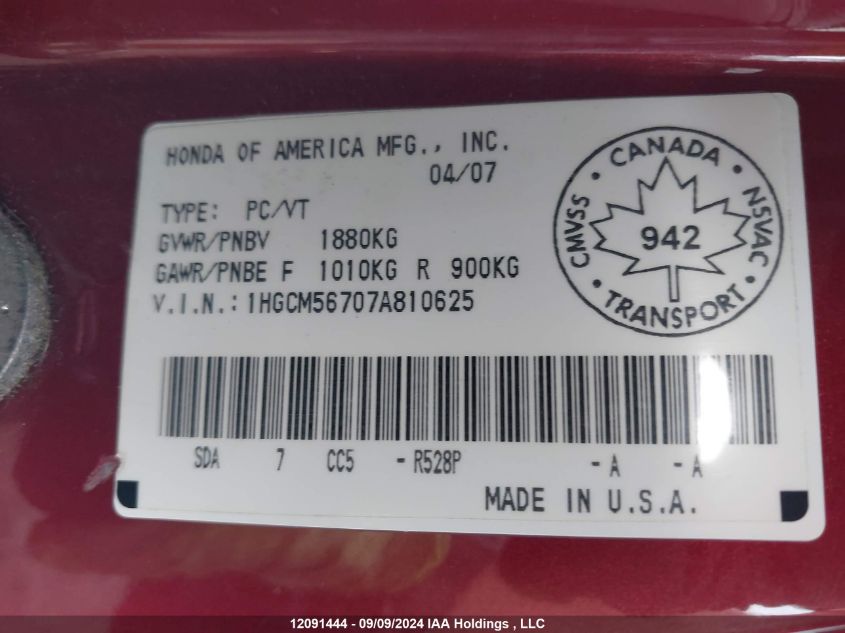 HONDA OF AMERICA MFG., INC.
04/07
TYPE: PC/VT
GVWR/PNBV 1880KG
GAWR/PNBE F 1010KG R 900KG
V.I.N.: 1HGCM56707A810625
CANADA
CMVSS
NSVAC
942
TRANSPORT
SDA 7 CC5 - R528P - A - A
MADE IN U.S.A.
12091444 - 09/09/2024 IAA Holdings , LLC